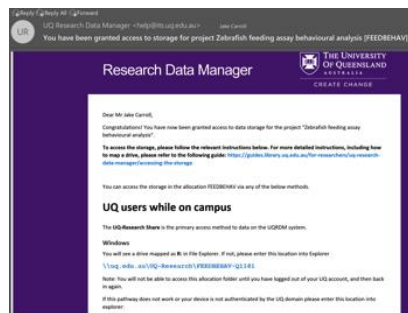 Reply Reply All Forward
UR
UQ Research Data Manager <help@its.uq.edu.au> Jake Carroll
You have been granted access to storage for project Zebrafish feeding assay behavioural analysis [FEEDBEHAV]
Research Data Manager
THE UNIVERSITY
OF QUEENSLAND
AUSTRALIA
CREATE CHANGE
Dear Mr Jake Carroll,
Congratulations! You have now been granted access to data storage for the project "Zebrafish feeding assay
behavioural analysis".
To access the storage, please follow the relevant instructions below. For more detailed instructions, including how
to map a drive, please refer to the following guide: https://guides.library.uq.edu.au/for-researchers/uq-research-
data-manager/accessing-the-storage
You can access the storage in the allocation FEEDBEHAV via any of the below methods.
UQ users while on campus
The UQ-Research Share is the primary access method to data on the UQRDM system.
Windows
You will see a drive mapped as R: in File Explorer. If not, please enter this location into Explorer
\\uq.edu.au\UQ-Research\FEEDBEHAV-Q1101
Note: You will not be able to access this allocation folder until you have logged out of your UQ account, and then back
in again.
If this pathway does not work or your device is not authenticated by the UQ domain please enter this location into
explorer: